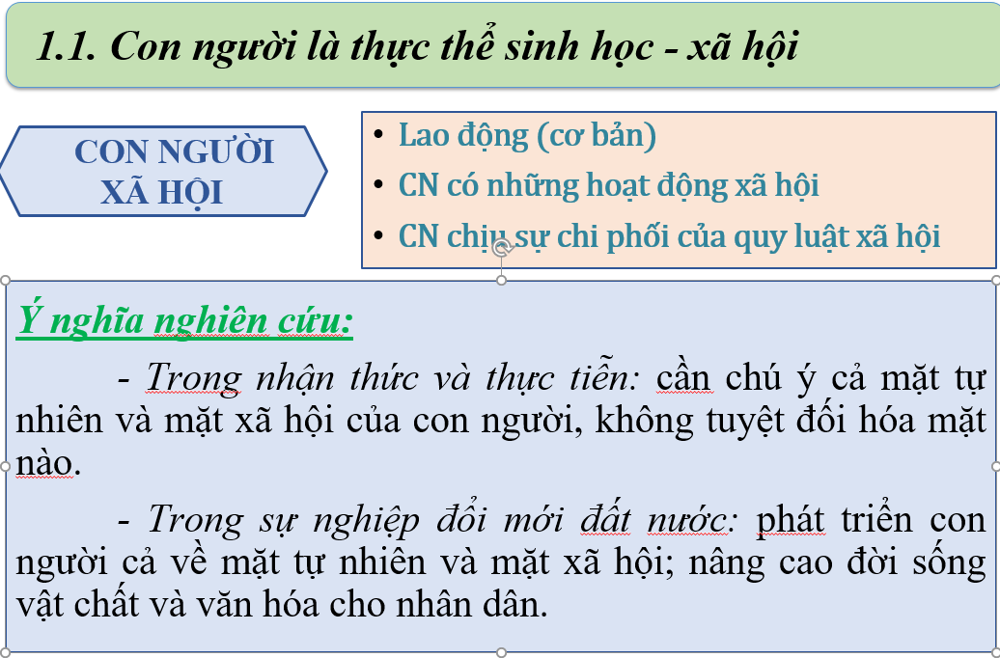 1.1. Con người là thực thể sinh học - xã hội
CON NGƯỜI
XÃ HỘI
• Lao động (cơ bản)
• CN có những hoạt động xã hội
• CN chịu sự chi phối của quy luật xã hội
Ý nghĩa nghiên cứu:
- Trong nhận thức và thực tiễn: cần chú ý cả mặt tự
nhiên và mặt xã hội của con người, không tuyệt đối hóa mặt
nào.
- Trong sự nghiệp đổi mới đất nước: phát triển con
người cả về mặt tự nhiên và mặt xã hội; nâng cao đời sống
vật chất và văn hóa cho nhân dân.